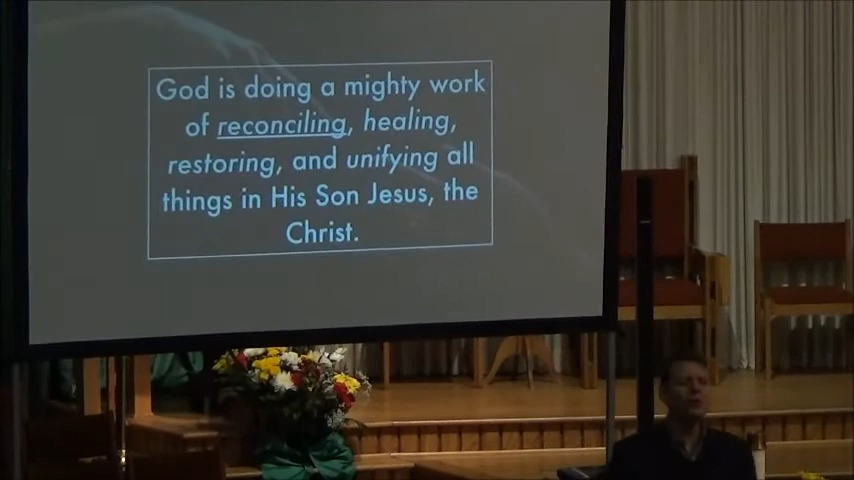 God is doing a mighty work
of reconciling, healing,
restoring, and unifying all
things in His Son Jesus, the
Christ.